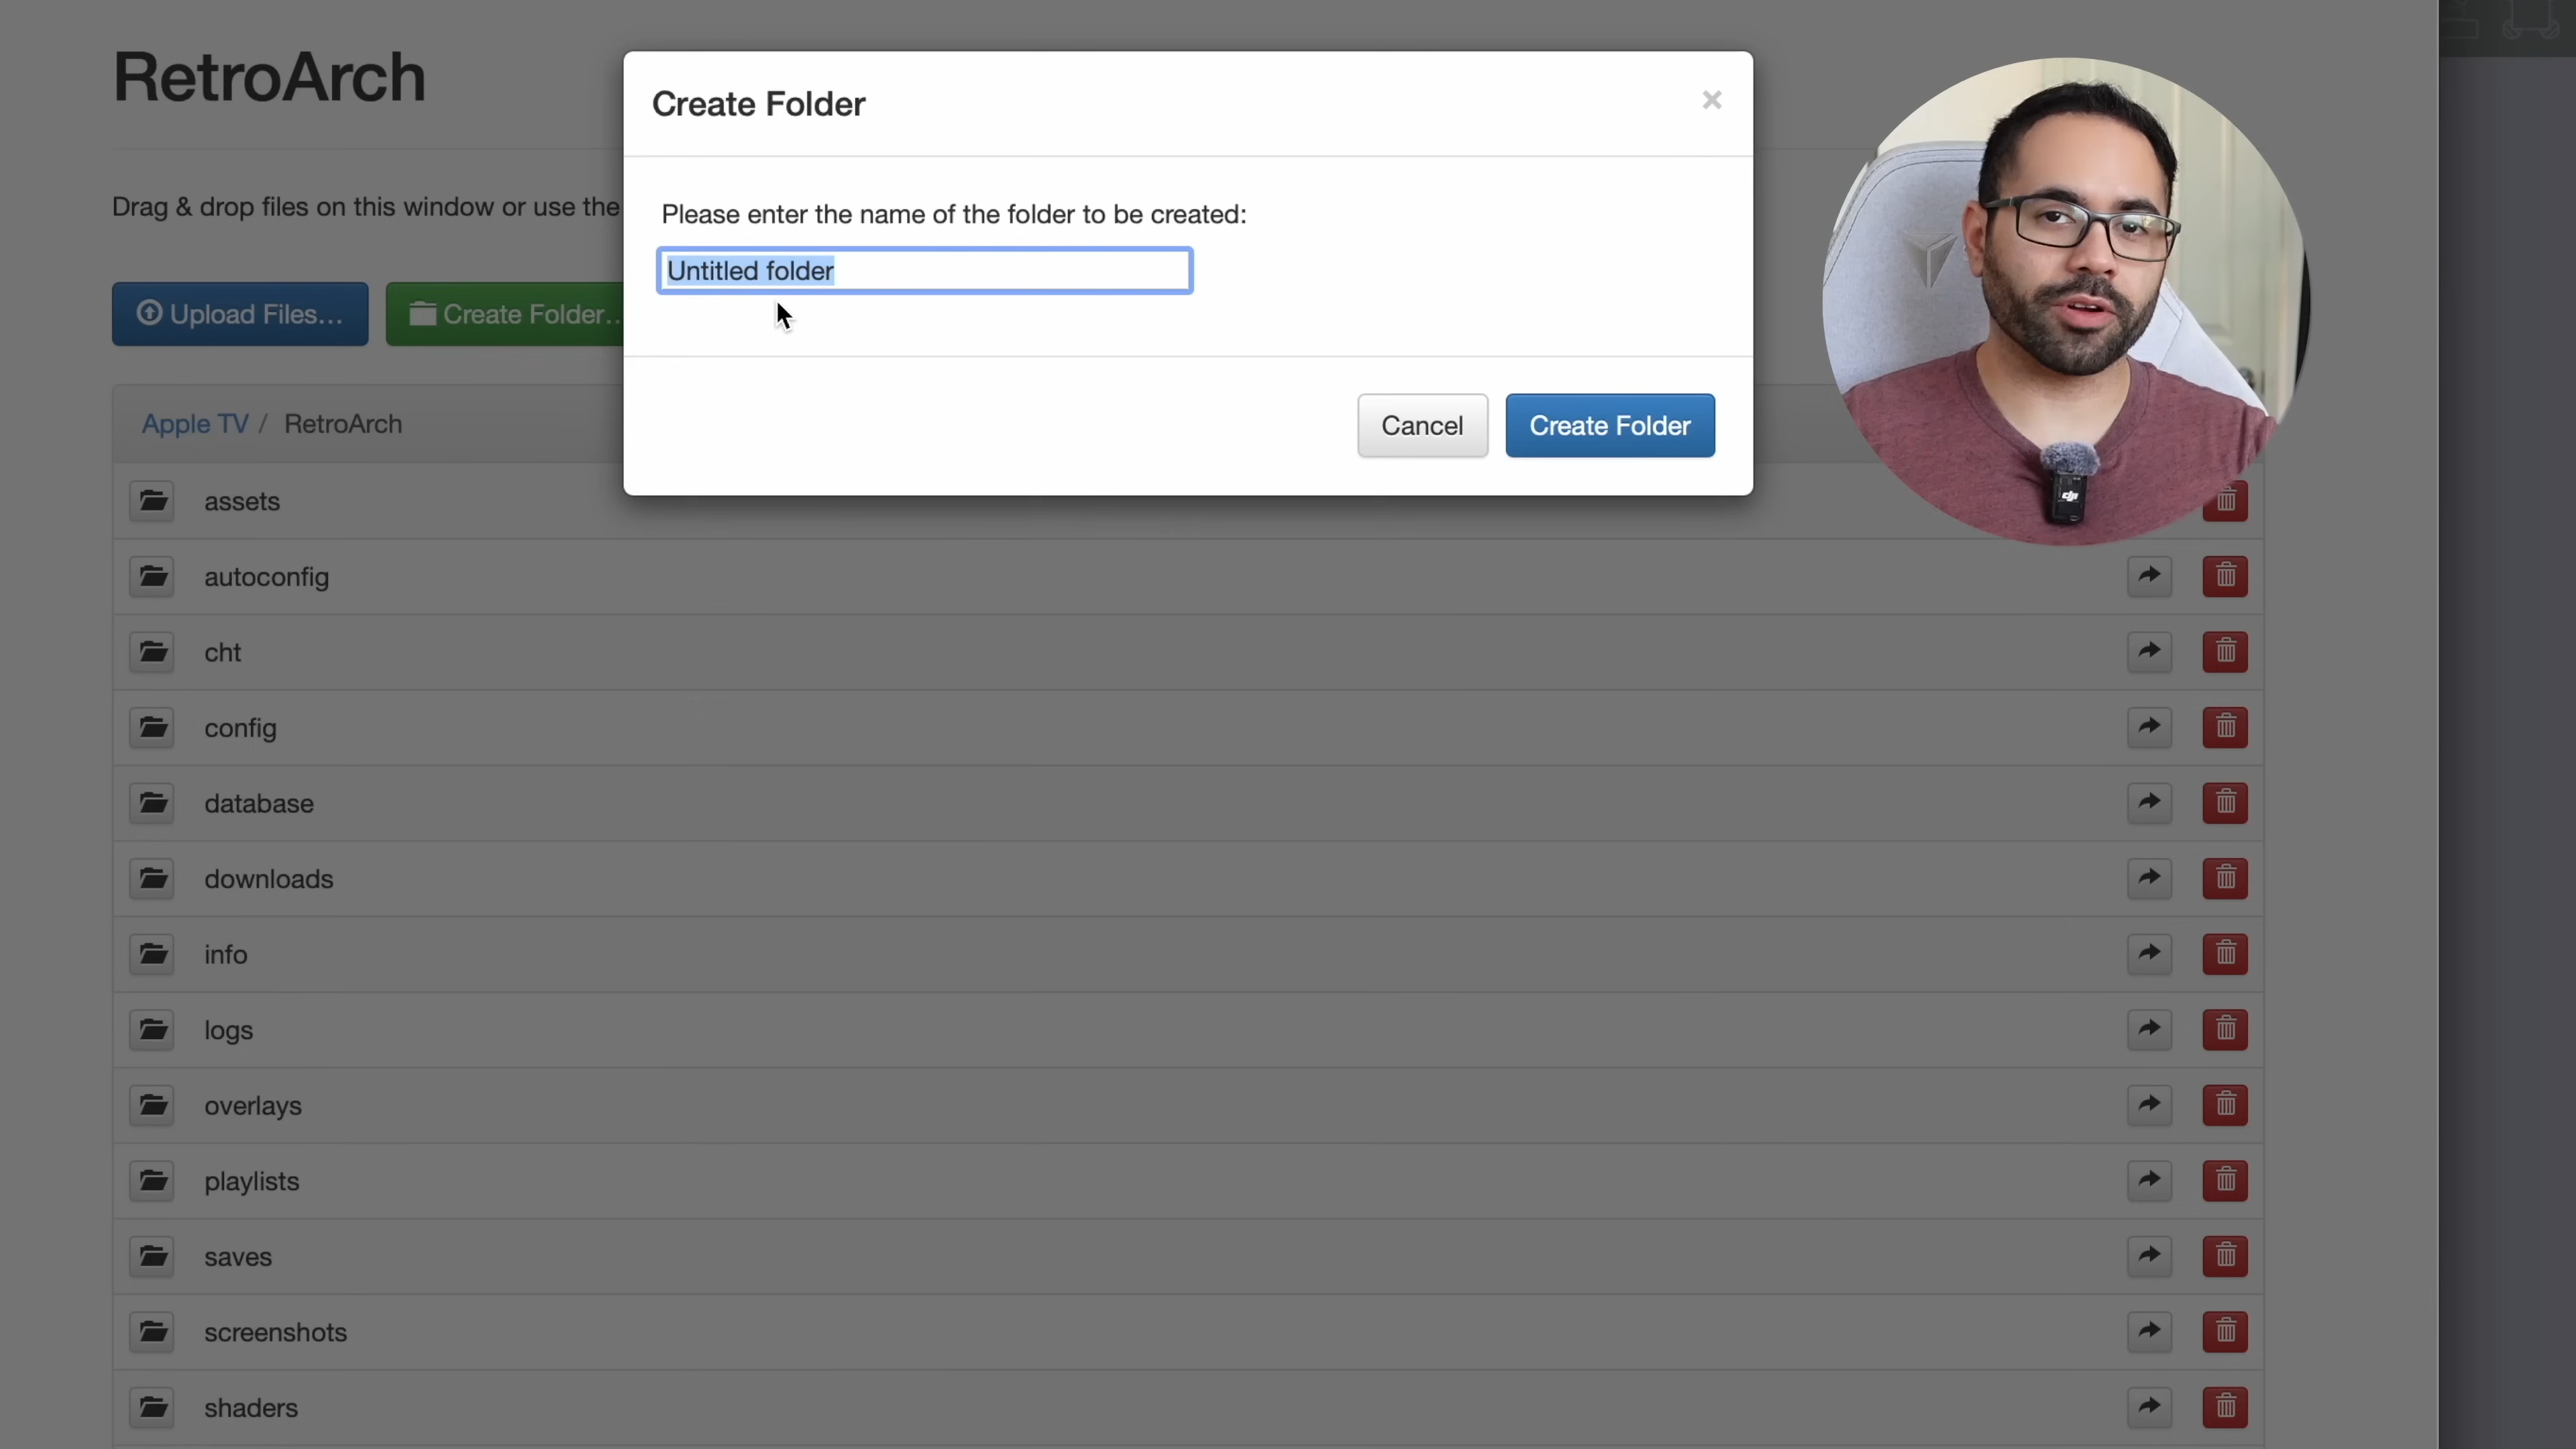 RetroArch
Create Folder
×
Drag & drop files on this window or use the
Please enter the name of the folder to be created:
Untitled folder
Upload Files...
Create Folder..
Cancel
Create Folder
Apple TV / RetroArch
assets
autoconfig
cht
config
database
downloads
info
logs
overlays
playlists
saves
screenshots
shaders
dji